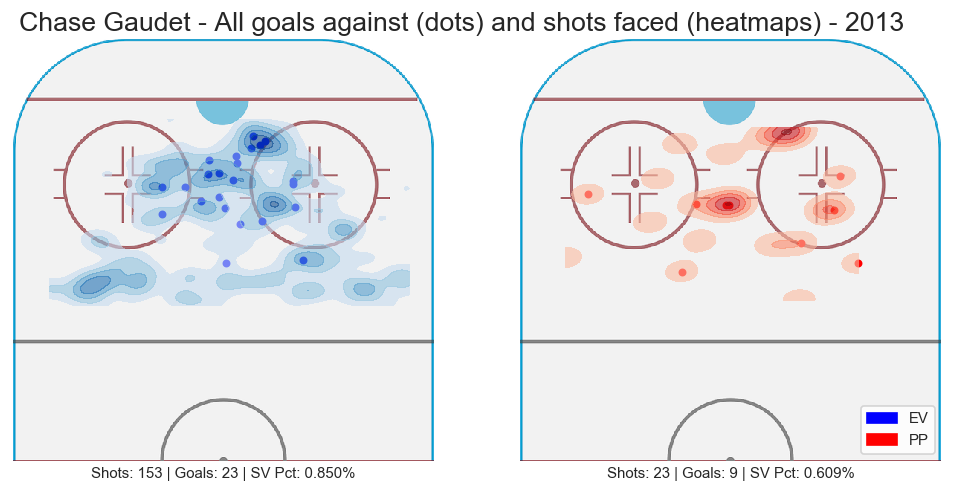 Chase Gaudet - All goals against (dots) and shots faced (heatmaps) - 2013
EV
PP
Shots: 153 | Goals: 23 | SV Pct: 0.850%
Shots: 23 | Goals: 9 | SV Pct: 0.609%